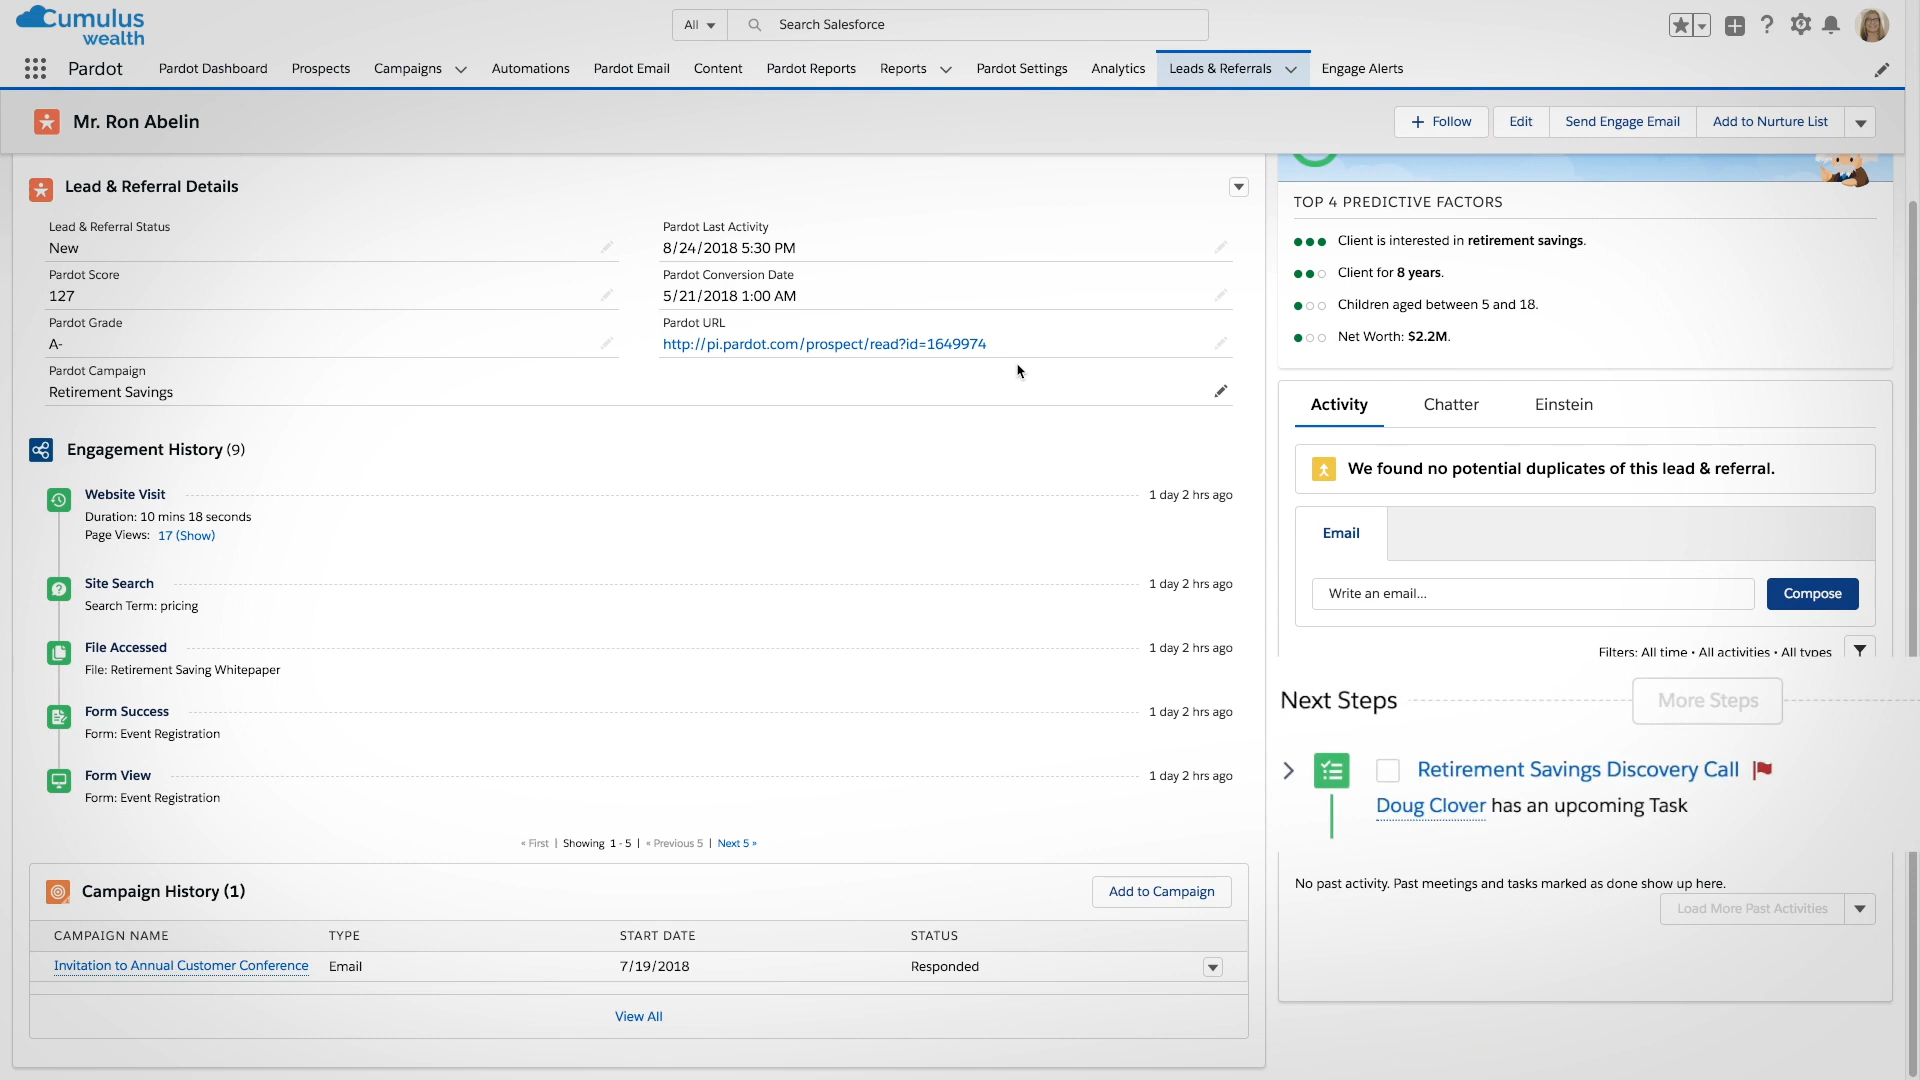 Cumulus
wealth
All
Search Salesforce
Pardot
Pardot Dashboard
Prospects
Campaigns
Automations
Pardot Email
Content
Pardot Reports
Reports
Pardot Settings
Analytics
Leads & Referrals
Engage Alerts
Mr. Ron Abelin
+ Follow
Edit
Send Engage Email
Add to Nurture List
Lead & Referral Details
Lead & Referral Status
New
Pardot Last Activity
8/24/2018 5:30 PM
Pardot Score
127
Pardot Conversion Date
5/21/2018 1:00 AM
Pardot Grade
A-
Pardot URL
http://pi.pardot.com/prospect/read?id=1649974
Pardot Campaign
Retirement Savings
Engagement History (9)
Website Visit
1 day 2 hrs ago
Duration: 10 mins 18 seconds
Page Views: 17 (Show)
Site Search
1 day 2 hrs ago
Search Term: pricing
File Accessed
1 day 2 hrs ago
File: Retirement Saving Whitepaper
Form Success
1 day 2 hrs ago
Form: Event Registration
Form View
1 day 2 hrs ago
Form: Event Registration
« First | Showing 1 - 5 | « Previous 5 | Next 5 »
Campaign History (1)
Add to Campaign
CAMPAIGN NAME
TYPE
START DATE
STATUS
Invitation to Annual Customer Conference
Email
7/19/2018
Responded
View All
TOP 4 PREDICTIVE FACTORS
Client is interested in retirement savings.
Client for 8 years.
Children aged between 5 and 18.
Net Worth: $2.2M.
Activity
Chatter
Einstein
We found no potential duplicates of this lead & referral.
Email
Write an email...
Compose
Filters: All time • All activities • All types
Next Steps
More Steps
Retirement Savings Discovery Call
Doug Clover has an upcoming Task
No past activity. Past meetings and tasks marked as done show up here.
Load More Past Activities